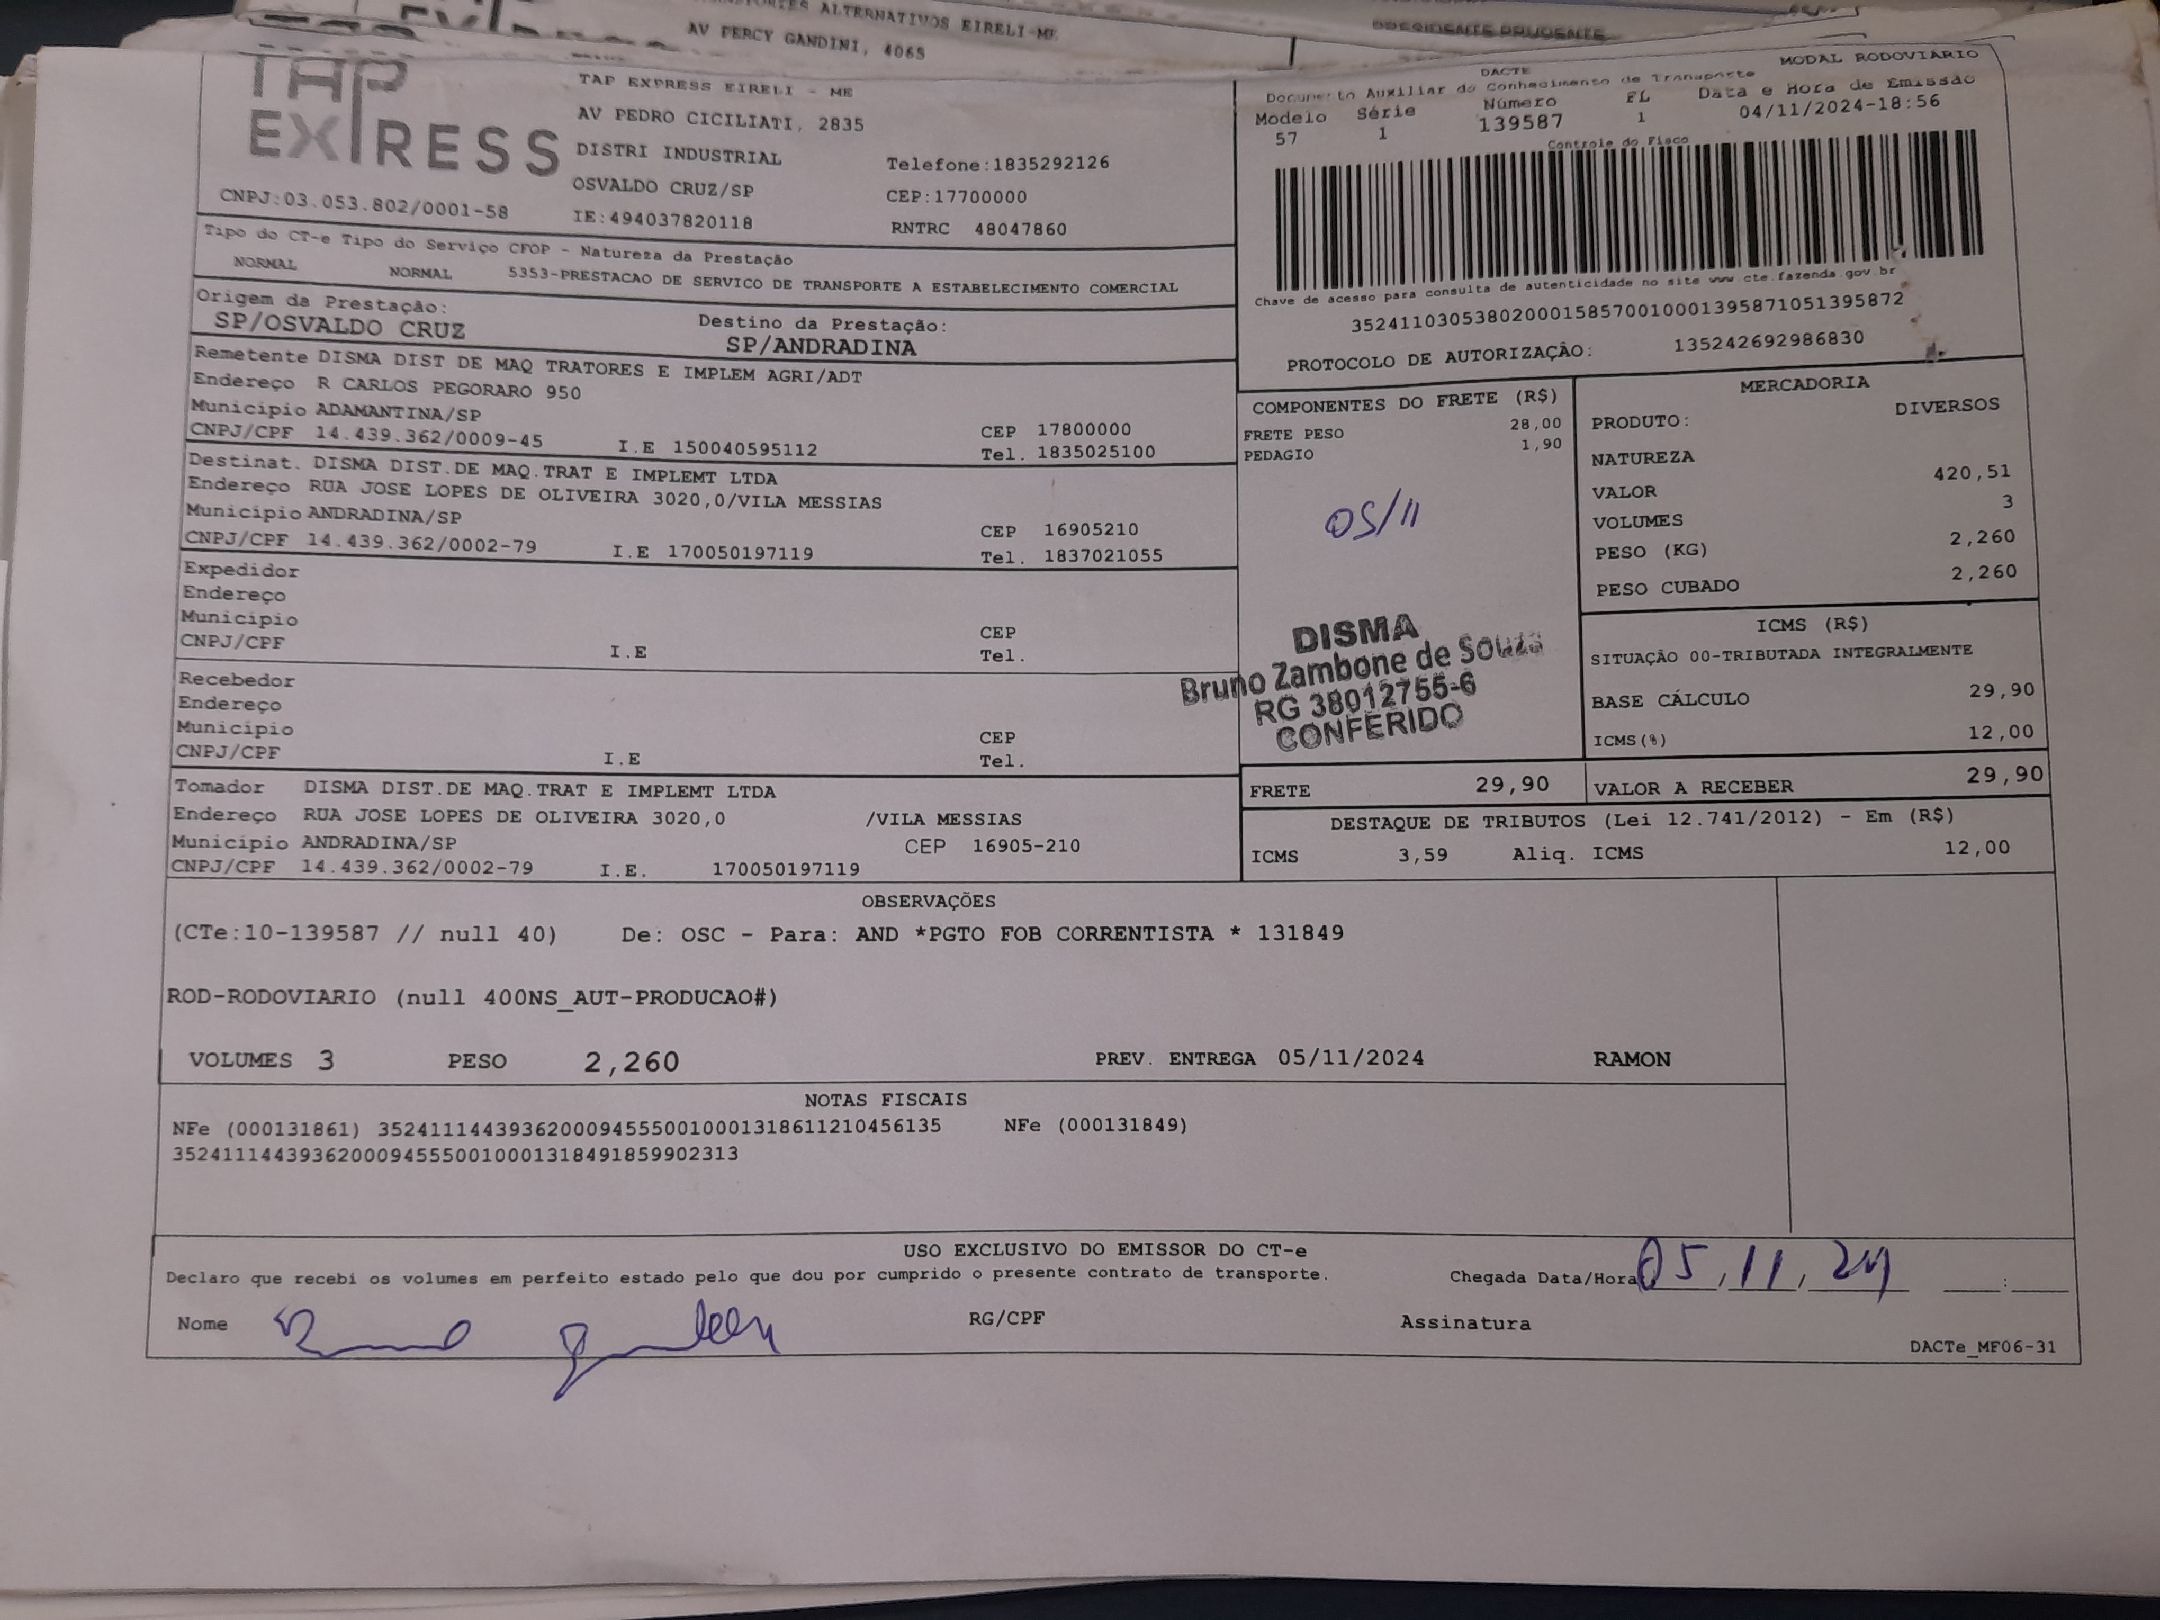 ALTERNATIVOS EIRELI-ME
AV PERCY GANDINI, 4065
PRESIDENTE PRUDENTE
TAP EXPRESS
TAP EXPRESS EIRELI - ME
AV PEDRO CICILIATI, 2835
DISTRI INDUSTRIAL
Telefone:1835292126
OSVALDO CRUZ/SP
CEP:17700000
CNPJ:03.053.802/0001-58
IE:494037820118
RNTRC 48047860
DACTE
MODAL RODOVIARIO
Documento Auxiliar do Conhecimento de Transporte
Modelo Série Número FL Data e Hora de Emissão
57 1 139587 1 04/11/2024-18:56
Controle do Fisco
Chave de acesso para consulta de autenticidade no site www.cte.fazenda.gov.br
35241103053802000158570010001395871051395872
PROTOCOLO DE AUTORIZAÇÃO: 135242692986830
Tipo do CT-e Tipo do Serviço CFOP - Natureza da Prestação
NORMAL NORMAL 5353-PRESTACAO DE SERVICO DE TRANSPORTE A ESTABELECIMENTO COMERCIAL
Origem da Prestação: Destino da Prestação:
SP/OSVALDO CRUZ SP/ANDRADINA
Remetente DISMA DIST DE MAQ TRATORES E IMPLEM AGRI/ADT
Endereço R CARLOS PEGORARO 950
Município ADAMANTINA/SP CEP 17800000
CNPJ/CPF 14.439.362/0009-45 I.E 150040595112 Tel. 1835025100
Destinat. DISMA DIST.DE MAQ.TRAT E IMPLEMT LTDA
Endereço RUA JOSE LOPES DE OLIVEIRA 3020,0/VILA MESSIAS
Município ANDRADINA/SP CEP 16905210
CNPJ/CPF 14.439.362/0002-79 I.E 170050197119 Tel. 1837021055
Expedidor
Endereço
Município CEP
CNPJ/CPF I.E Tel.
Recebedor
Endereço
Município CEP
CNPJ/CPF I.E Tel.
Tomador DISMA DIST.DE MAQ.TRAT E IMPLEMT LTDA
Endereço RUA JOSE LOPES DE OLIVEIRA 3020,0 /VILA MESSIAS
Município ANDRADINA/SP CEP 16905-210
CNPJ/CPF 14.439.362/0002-79 I.E. 170050197119
COMPONENTES DO FRETE (R$)
FRETE PESO 28,00
PEDAGIO 1,90
05/11
DISMA
Bruno Zambone de Souza
RG 38012755-6
CONFERIDO
MERCADORIA
PRODUTO: DIVERSOS
NATUREZA
VALOR 420,51
VOLUMES 3
PESO (KG) 2,260
PESO CUBADO 2,260
ICMS (R$)
SITUAÇÃO 00-TRIBUTADA INTEGRALMENTE
BASE CÁLCULO 29,90
ICMS(%) 12,00
FRETE 29,90 VALOR A RECEBER 29,90
DESTAQUE DE TRIBUTOS (Lei 12.741/2012) - Em (R$)
ICMS 3,59 Aliq. ICMS 12,00
OBSERVAÇÕES
(CTe:10-139587 // null 40) De: OSC - Para: AND *PGTO FOB CORRENTISTA * 131849
ROD-RODOVIARIO (null 400NS_AUT-PRODUCAO#)
VOLUMES 3 PESO 2,260 PREV. ENTREGA 05/11/2024 RAMON
NOTAS FISCAIS
NFe (000131861) 35241114439362000945550010001318611210456135 NFe (000131849)
35241114439362000945550010001318491859902313
USO EXCLUSIVO DO EMISSOR DO CT-e
Declaro que recebi os volumes em perfeito estado pelo que dou por cumprido o presente contrato de transporte. Chegada Data/Hora 05/11/24 :
Nome RG/CPF Assinatura
DACTe_MF06-31